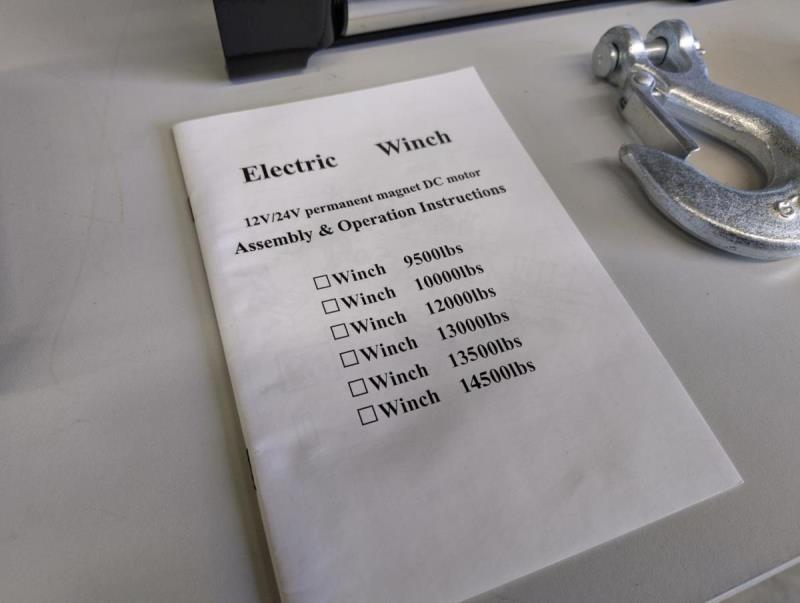 Electric Winch
12V/24V permanent magnet DC motor
Assembly & Operation Instructions
☐Winch 9500lbs
☐Winch 10000lbs
☐Winch 12000lbs
☐Winch 13000lbs
☐Winch 13500lbs
☐Winch 14500lbs